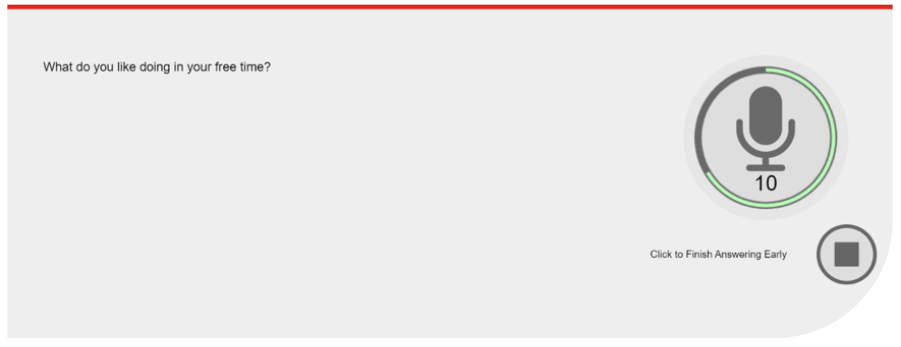 What do you like doing in your free time?
10
Click to Finish Answering Early